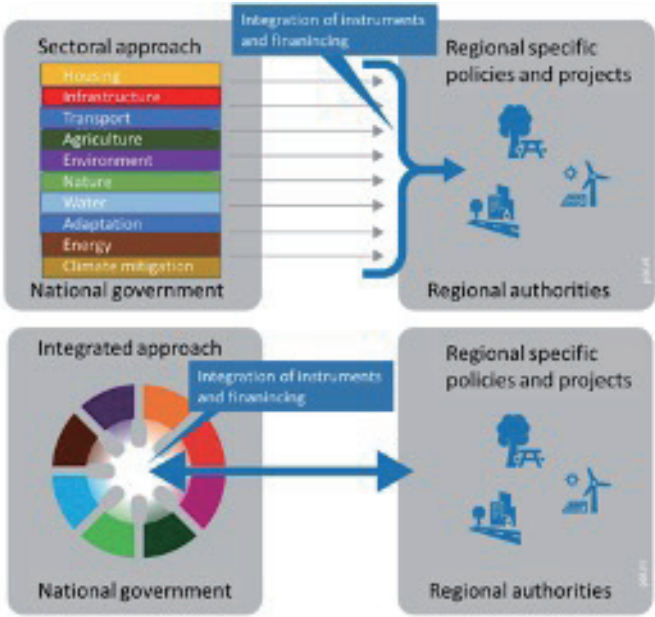 Integration of instruments
and finanincing
Sectoral approach
Housing
Infrastructure
Transport
Agriculture
Environment
Nature
Water
Adaptation
Energy
Climate mitigation
National government
Regional specific
policies and projects
Regional authorities
Integrated approach
Integration of instruments
and finanincing
National government
Regional specific
policies and projects
Regional authorities